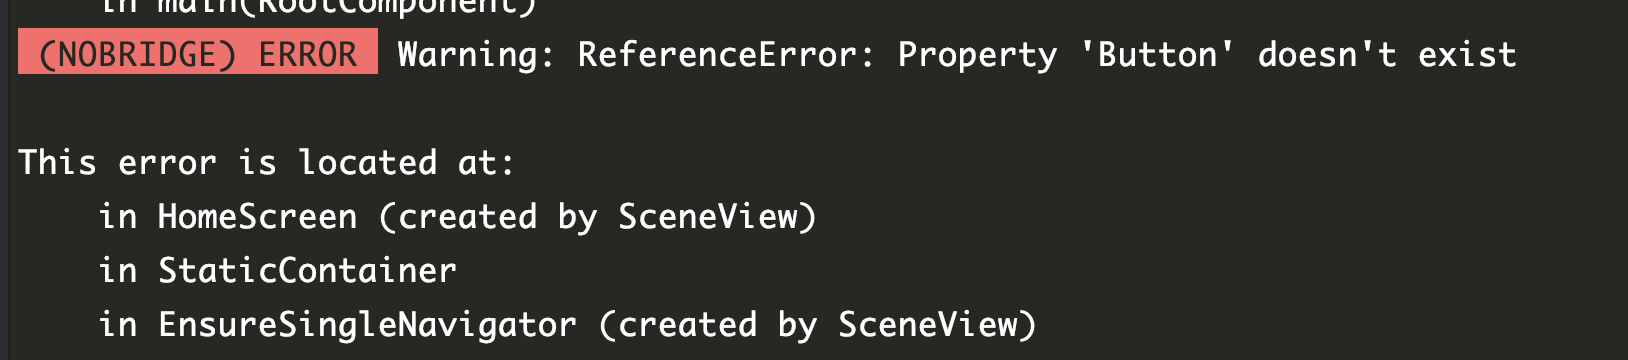 in main(RootComponent)
(NOBRIDGE) ERROR Warning: ReferenceError: Property 'Button' doesn't exist
This error is located at:
in HomeScreen (created by SceneView)
in StaticContainer
in EnsureSingleNavigator (created by SceneView)